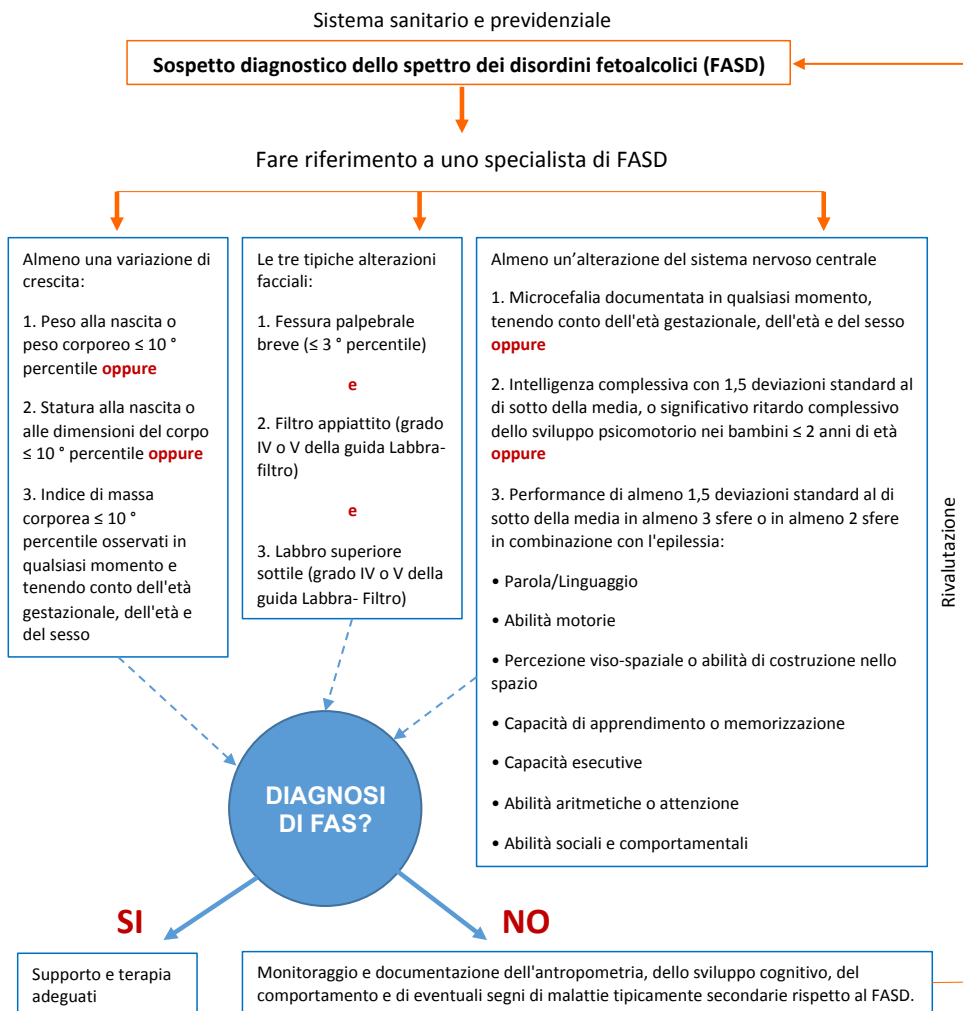 Sistema sanitario e previdenziale
Sospetto diagnostico dello spettro dei disordini fetoalcolici (FASD)
Fare riferimento a uno specialista di FASD
Almeno una variazione di
crescita:
1. Peso alla nascita o
peso corporeo ≤ 10 °
percentile oppure
2. Statura alla nascita o
alle dimensioni del corpo
≤ 10 ° percentile oppure
3. Indice di massa
corporea ≤ 10 °
percentile osservati in
qualsiasi momento e
tenendo conto dell'età
gestazionale, dell'età e
del sesso
Le tre tipiche alterazioni
facciali:
1. Fessura palpebrale
breve (≤ 3 ° percentile)
e
2. Filtro appiattito (grado
IV o V della guida Labbra-
filtro)
e
3. Labbro superiore
sottile (grado IV o V della
guida Labbra- Filtro)
Almeno un’alterazione del sistema nervoso centrale
1. Microcefalia documentata in qualsiasi momento,
tenendo conto dell'età gestazionale, dell'età e del sesso
oppure
2. Intelligenza complessiva con 1,5 deviazioni standard al
di sotto della media, o significativo ritardo complessivo
dello sviluppo psicomotorio nei bambini ≤ 2 anni di età
oppure
3. Performance di almeno 1,5 deviazioni standard al di
sotto della media in almeno 3 sfere o in almeno 2 sfere
in combinazione con l'epilessia:
• Parola/Linguaggio
• Abilità motorie
• Percezione viso-spaziale o abilità di costruzione nello
spazio
• Capacità di apprendimento o memorizzazione
• Capacità esecutive
• Abilità aritmetiche o attenzione
• Abilità sociali e comportamentali
Rivalutazione
DIAGNOSI
DI FAS?
SI
NO
Supporto e terapia
adeguati
Monitoraggio e documentazione dell'antropometria, dello sviluppo cognitivo, del
comportamento e di eventuali segni di malattie tipicamente secondarie rispetto al FASD.